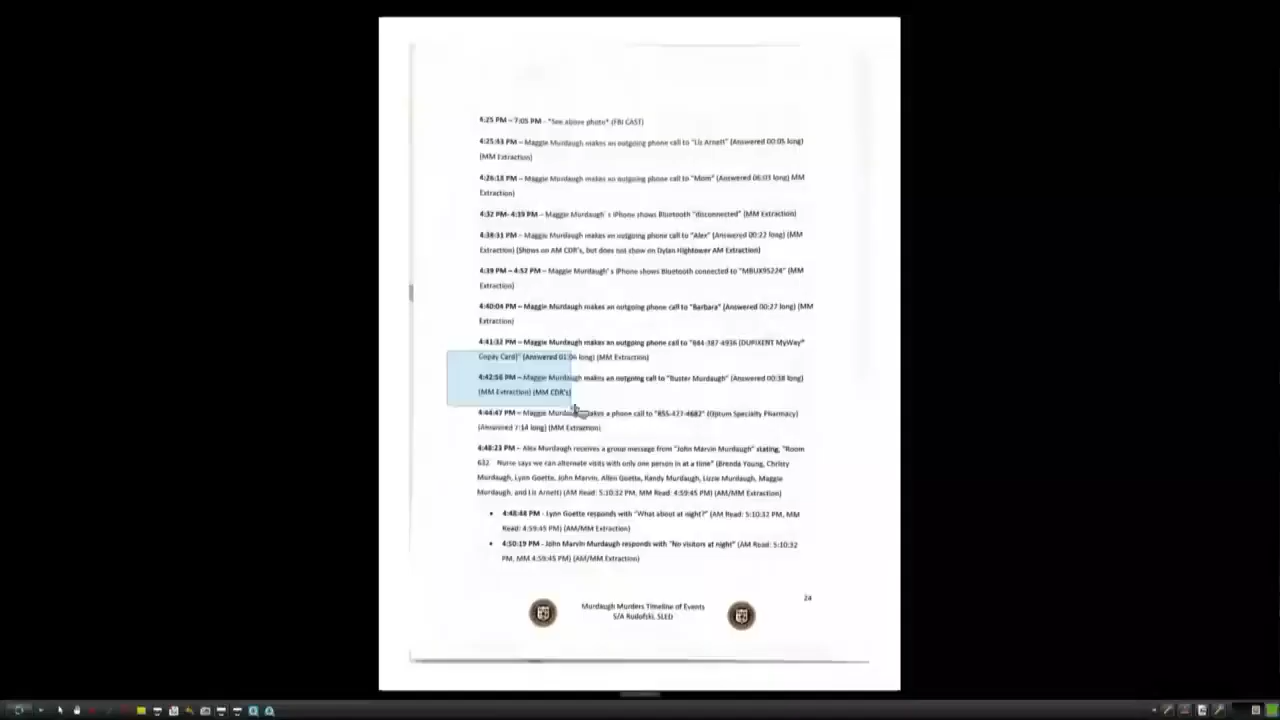 4:25 PM – 7:05 PM - *See above photo* (FBI CAST)
4:25:43 PM – Maggie Murdaugh makes an outgoing phone call to "Liz Arnett" (Answered 00:05 long)
(MM Extraction)
4:26:18 PM – Maggie Murdaugh makes an outgoing phone call to "Mom" (Answered 06:03 long) MM
Extraction)
4:32 PM- 4:39 PM – Maggie Murdaugh' s iPhone shows Bluetooth "disconnected" (MM Extraction)
4:38:31 PM – Maggie Murdaugh makes an outgoing phone call to "Alex" (Answered 00:22 long) (MM
Extraction) (Shows on AM CDR's, but does not show on Dylan Hightower AM Extraction)
4:39 PM – 4:52 PM – Maggie Murdaugh' s iPhone shows Bluetooth connected to "MBUX95224" (MM
Extraction)
4:40:04 PM – Maggie Murdaugh makes an outgoing phone call to "Barbara" (Answered 00:27 long) (MM
Extraction)
4:41:32 PM – Maggie Murdaugh makes an outgoing phone call to "844-387-4936 (DUPIXENT MyWay®
Copay Card)" (Answered 01:06 long) (MM Extraction)
4:42:56 PM – Maggie Murdaugh makes an outgoing call to "Buster Murdaugh" (Answered 00:38 long)
(MM Extraction) (MM CDR's)
4:44:47 PM – Maggie Murdaugh makes a phone call to "855-427-4682" (Optum Specialty Pharmacy)
(Answered 7:14 long) (MM Extraction)
4:48:23 PM – Alex Murdaugh receives a group message from "John Marvin Murdaugh" stating, "Room
632. Nurse says we can alternate visits with only one person in at a time" (Brenda Young, Christy
Murdaugh, Lynn Goette, John Marvin, Allen Goette, Randy Murdaugh, Lizzie Murdaugh, Maggie
Murdaugh, and Liz Arnett) (AM Read: 5:10:32 PM, MM Read: 4:59:45 PM) (AM/MM Extraction)
• 4:48:48 PM - Lynn Goette responds with "What about at night?" (AM Read: 5:10:32 PM, MM
Read: 4:59:45 PM) (AM/MM Extraction)
• 4:50:19 PM - John Marvin Murdaugh responds with "No visitors at night" (AM Read: 5:10:32
PM, MM 4:59:45 PM) (AM/MM Extraction)
24
Murdaugh Murders Timeline of Events
S/A Rudofski, SLED